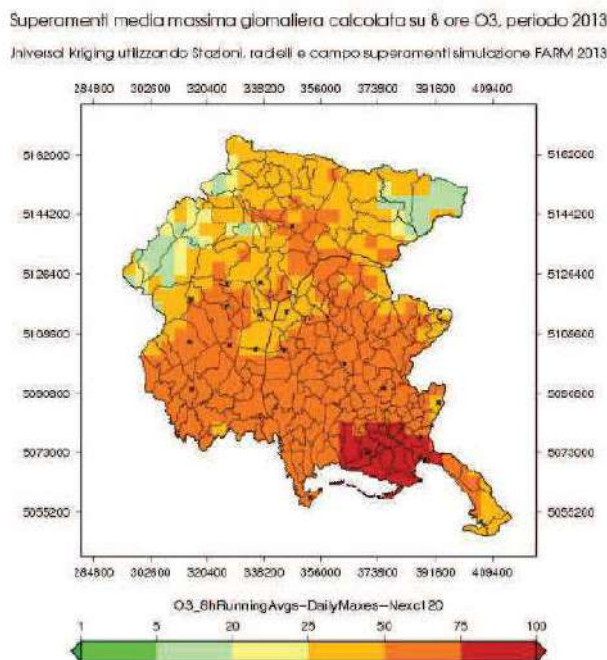 Superamenti media massima giornaliera calcolata su 8 ore O3, periodo 2013
Universal Kriging utilizzando Stazioni, radielli e campo superamenti simulazione FARM 2013
284800 302600 320400 338200 356000 373800 391600 409400
5162000 5162000
5144200 5144200
5126400 5126400
5108600 5108600
5090800 5090800
5073000 5073000
5055200 5055200
284800 302600 320400 338200 356000 373800 391600 409400
O3_8hRunningAvgs-DailyMaxes-Nexc120
1 5 20 25 50 75 100